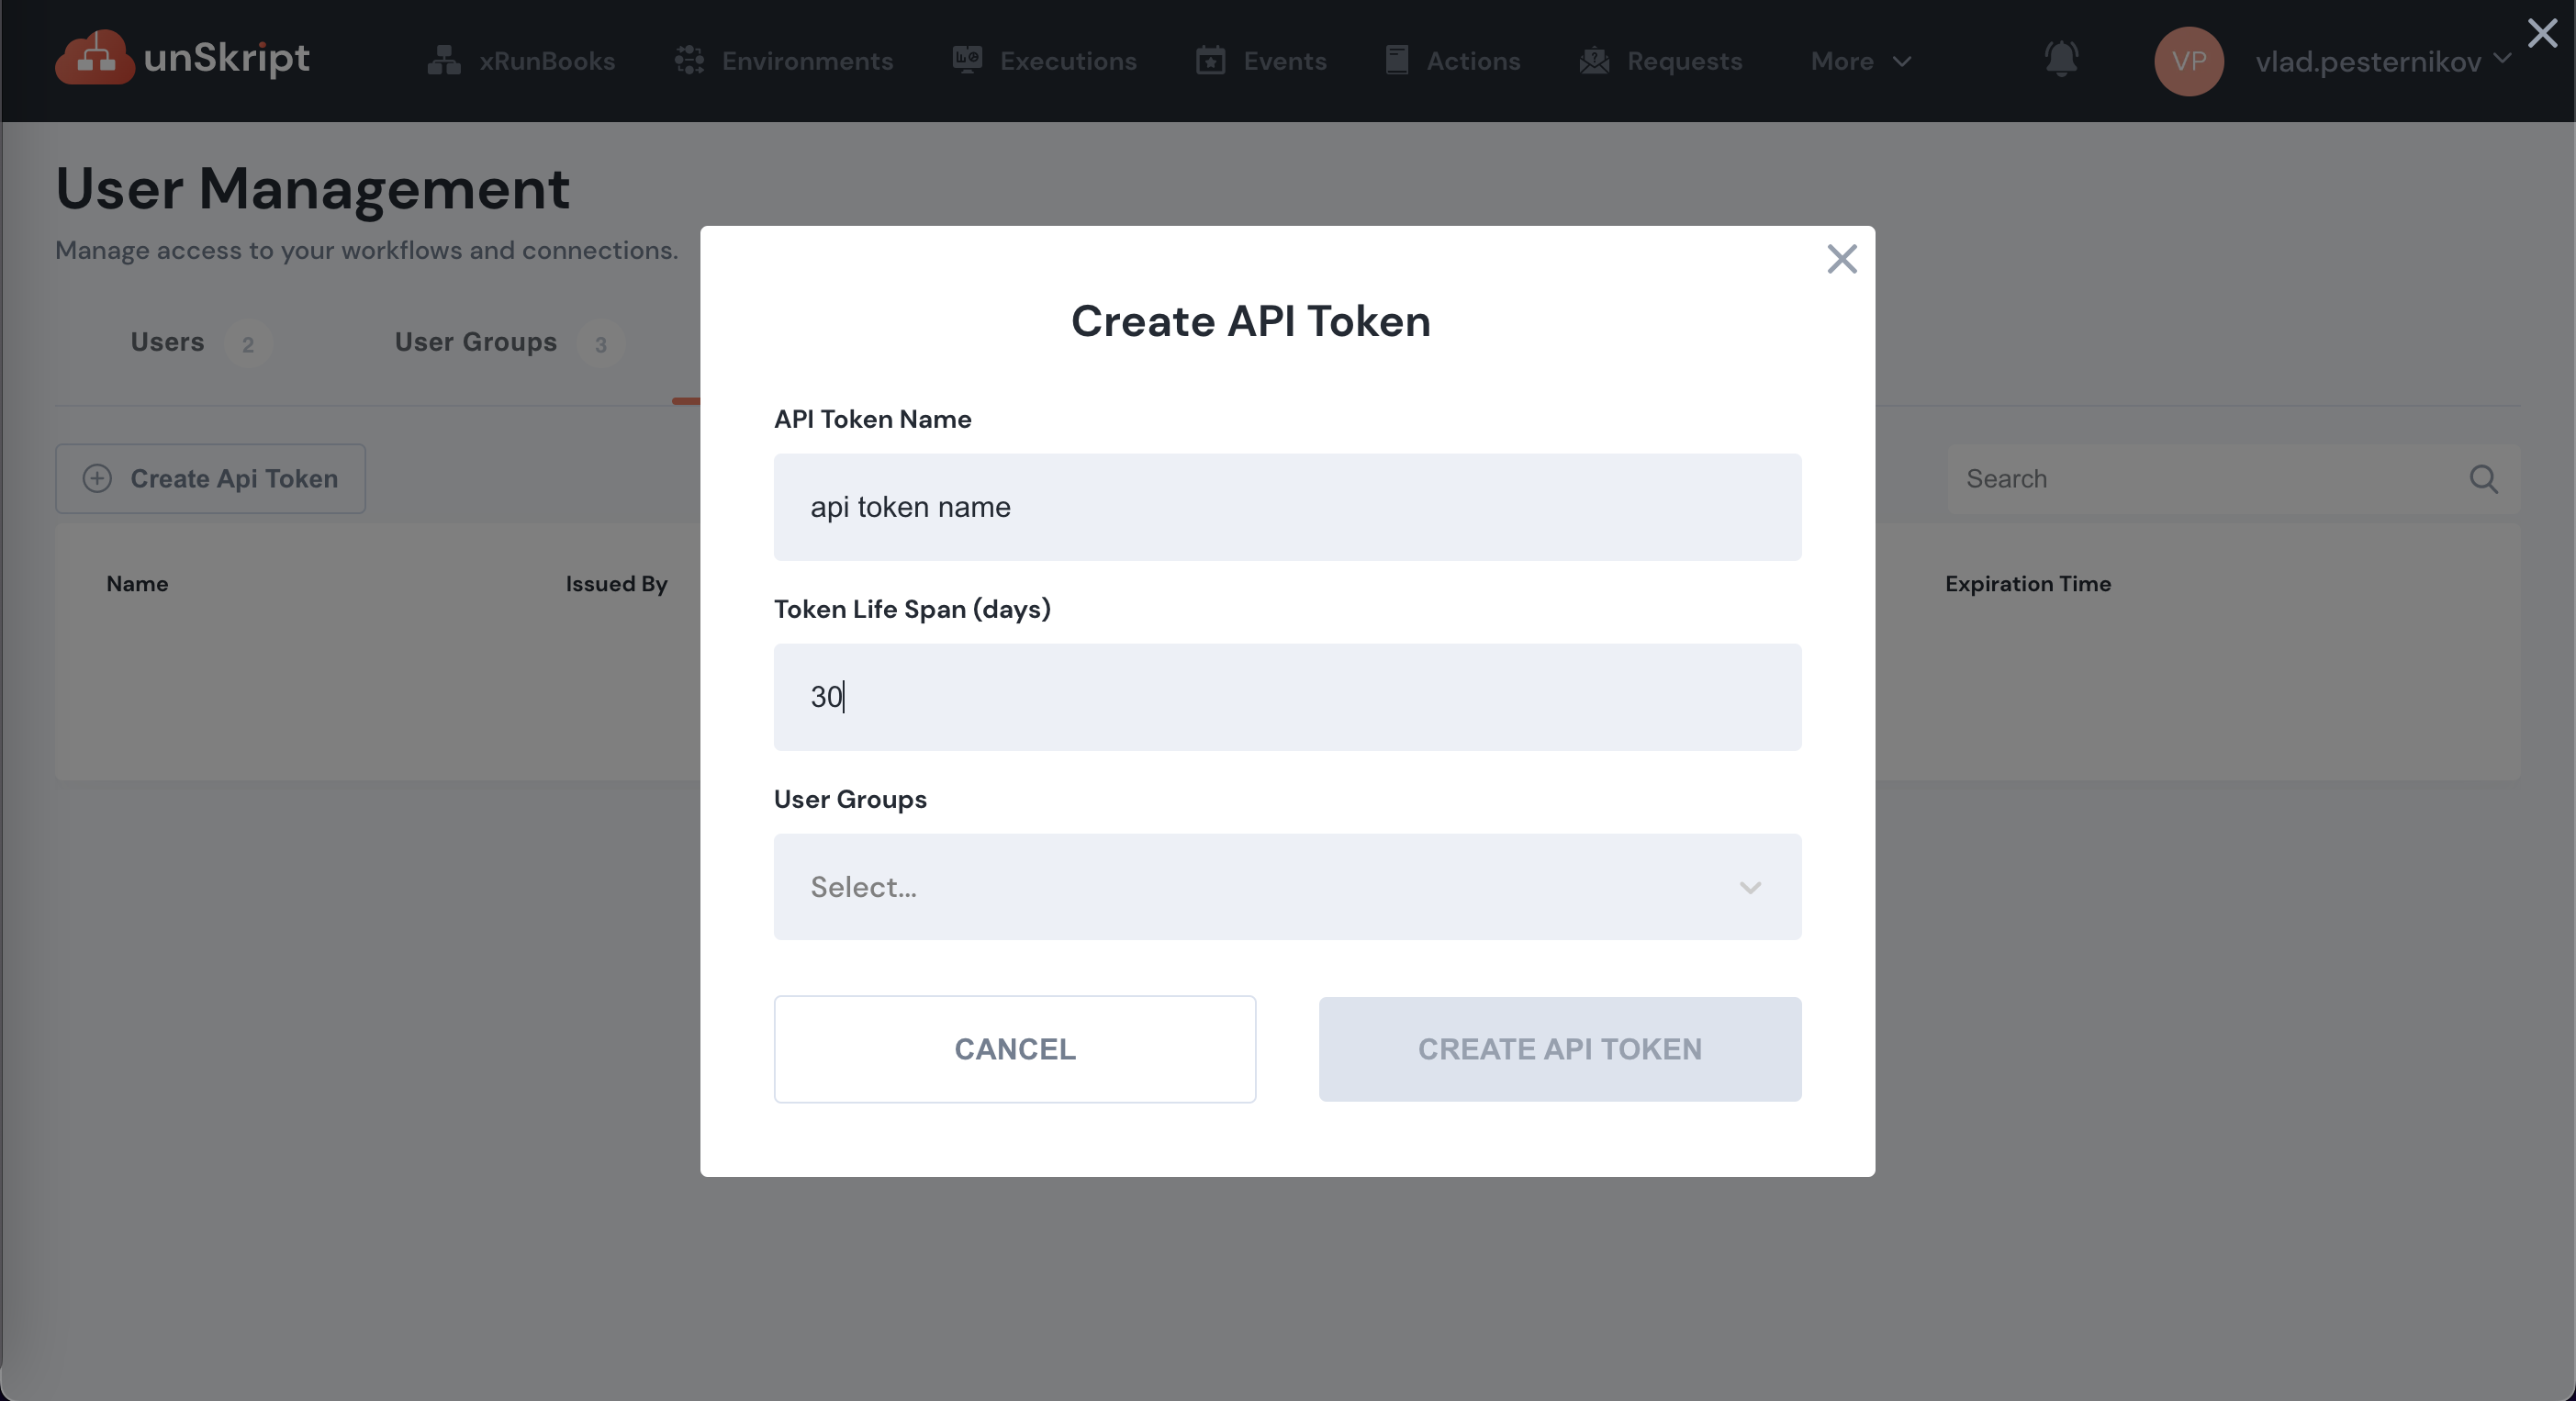 unSkript
xRunBooks
Environments
Executions
Events
Actions
Requests
More
VP
vlad.pesternikov
User Management
Manage access to your workflows and connections.
Users 2
User Groups 3
Create Api Token
Search
Name
Issued By
Expiration Time
Create API Token
API Token Name
api token name
Token Life Span (days)
30
User Groups
Select...
CANCEL
CREATE API TOKEN